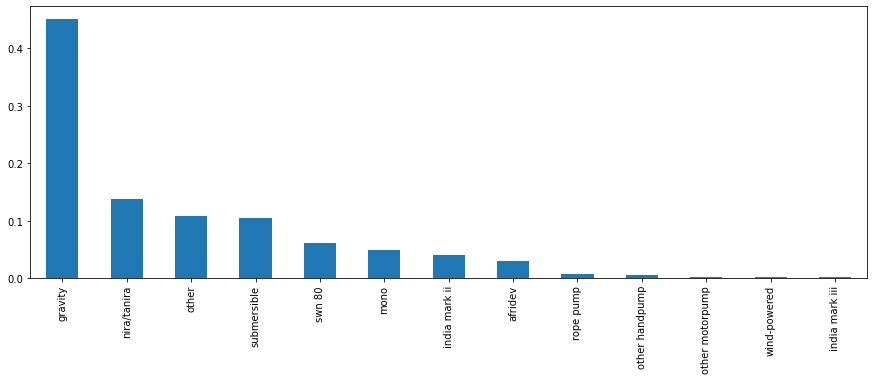 0.4
0.3
0.2
0.1
0.0
gravity
nira/tanira
other
submersible
swn 80
mono
india mark ii
afridev
rope pump
other handpump
other motorpump
wind-powered
india mark iii